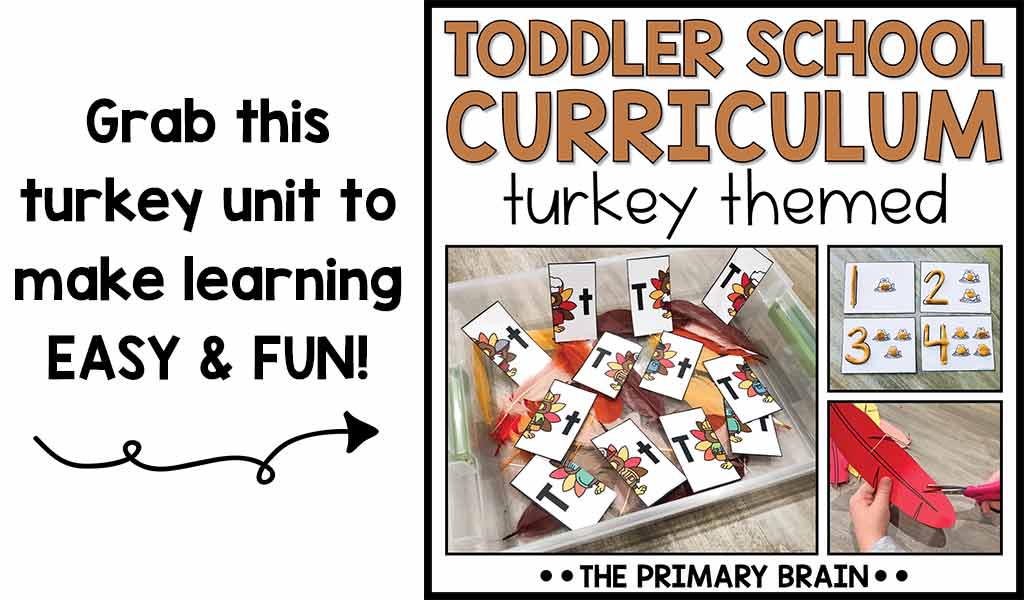 Grab this
turkey unit to
make learning
EASY & FUN!
TODDLER SCHOOL
CURRICULUM
turkey themed
t T T
t T t T
t T t
T
1 2
3 4
••THE PRIMARY BRAIN••